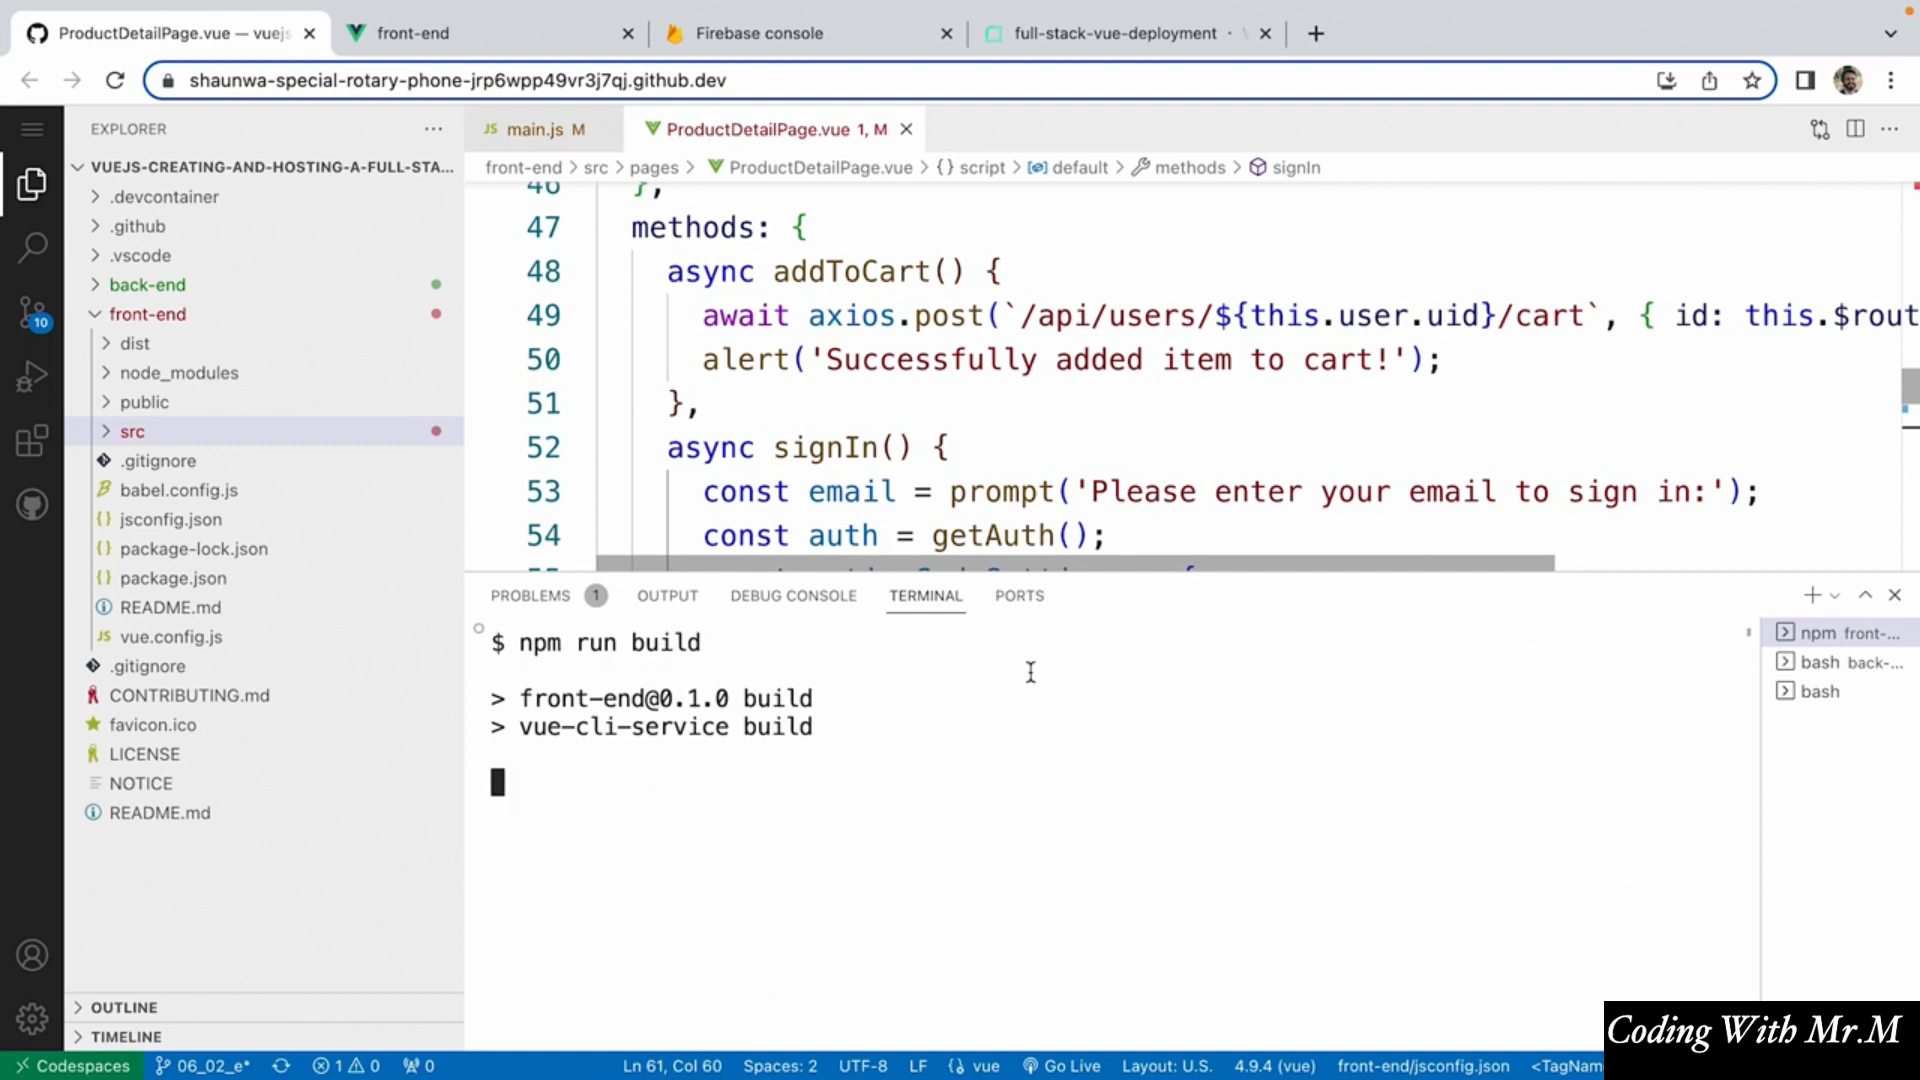 ProductDetailPage.vue — vuejs
front-end
Firebase console
full-stack-vue-deployment ·
shaunwa-special-rotary-phone-jrp6wpp49vr3j7qj.github.dev
EXPLORER
VUEJS-CREATING-AND-HOSTING-A-FULL-STA...
.devcontainer
.github
.vscode
back-end
front-end
dist
node_modules
public
src
.gitignore
babel.config.js
jsconfig.json
package-lock.json
package.json
README.md
vue.config.js
.gitignore
CONTRIBUTING.md
favicon.ico
LICENSE
NOTICE
README.md
OUTLINE
TIMELINE
10
JS main.js M
ProductDetailPage.vue 1, M
front-end > src > pages > ProductDetailPage.vue > {} script > default > methods > signIn
46 },
47 methods: {
48 async addToCart() {
49 await axios.post(`/api/users/${this.user.uid}/cart`, { id: this.$rout
50 alert('Successfully added item to cart!');
51 },
52 async signIn() {
53 const email = prompt('Please enter your email to sign in:');
54 const auth = getAuth();
PROBLEMS 1 OUTPUT DEBUG CONSOLE TERMINAL PORTS
$ npm run build
> front-end@0.1.0 build
> vue-cli-service build
npm front-...
bash back-...
bash
Coding With Mr.M
Codespaces 06_02_e* 1 0 0 Ln 61, Col 60 Spaces: 2 UTF-8 LF {} vue Go Live Layout: U.S. 4.9.4 (vue) front-end/jsconfig.json <TagNam